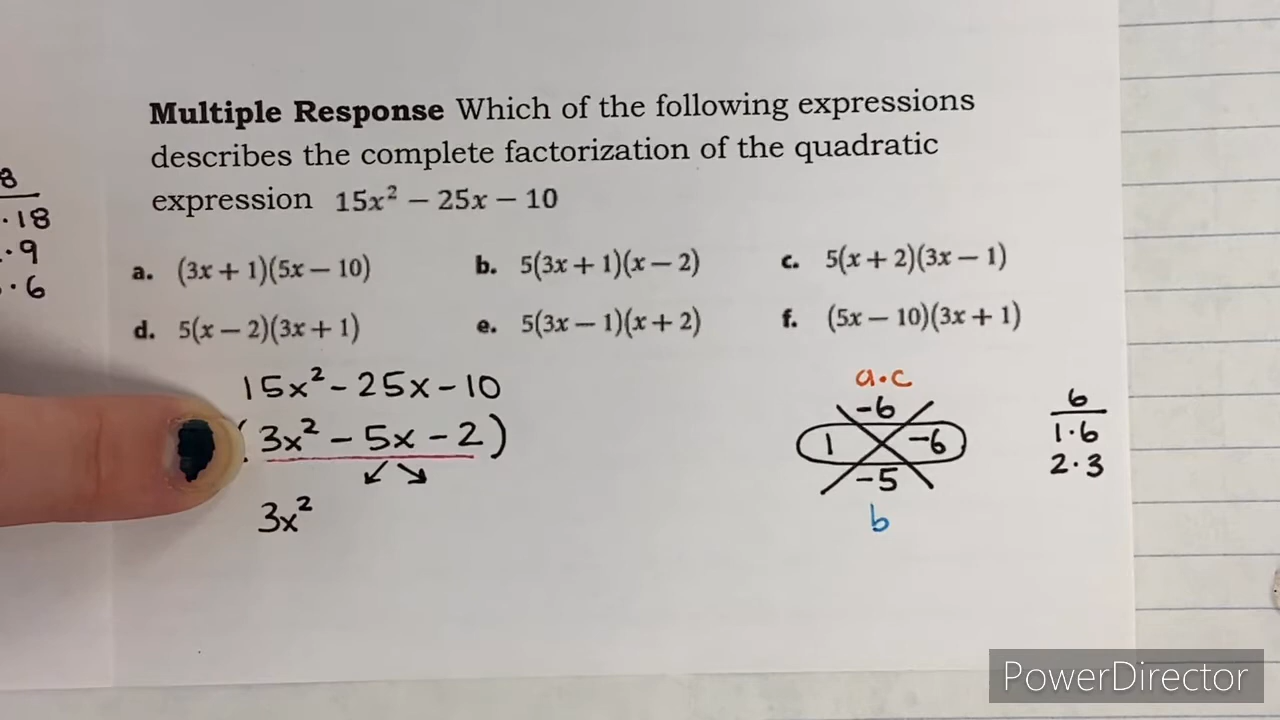 Multiple Response Which of the following expressions
describes the complete factorization of the quadratic
expression 15x² – 25x – 10
a. (3x + 1)(5x – 10) b. 5(3x + 1)(x – 2) c. 5(x + 2)(3x – 1)
d. 5(x – 2)(3x + 1) e. 5(3x – 1)(x + 2) f. (5x – 10)(3x + 1)
8
·18
·9
·6
15x² - 25x - 10
(3x² - 5x - 2)
3x²
a·c
-6
1 -6
-5
b
6
1·6
2·3
PowerDirector